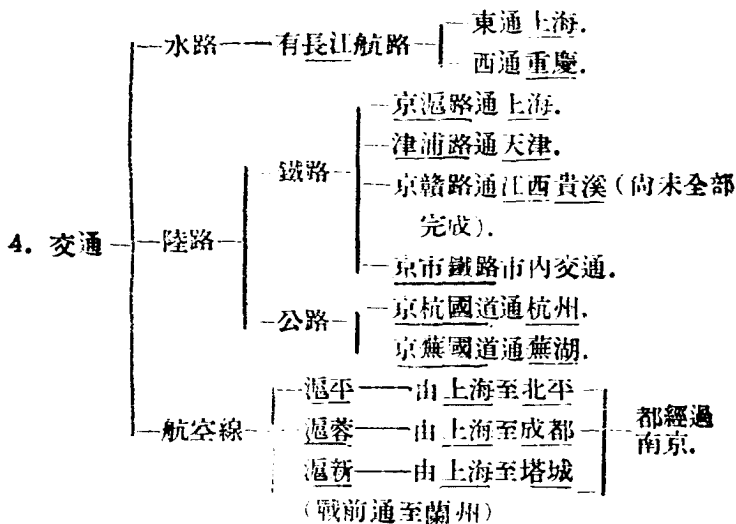 東通上海.
水路——有長江航路
西通重慶.
京滬路通上海.
津浦路通天津.
鐵路
京贛路通江西貴溪(尚未全部
完成).
4. 交通
陸路
京市鐵路市內交通.
京杭國道通杭州.
公路
京蕪國道通蕪湖.
滬平——由上海至北平
航空線
滬蓉——由上海至成都
都經過
南京.
滬新——由上海至塔城
(戰前通至蘭州)